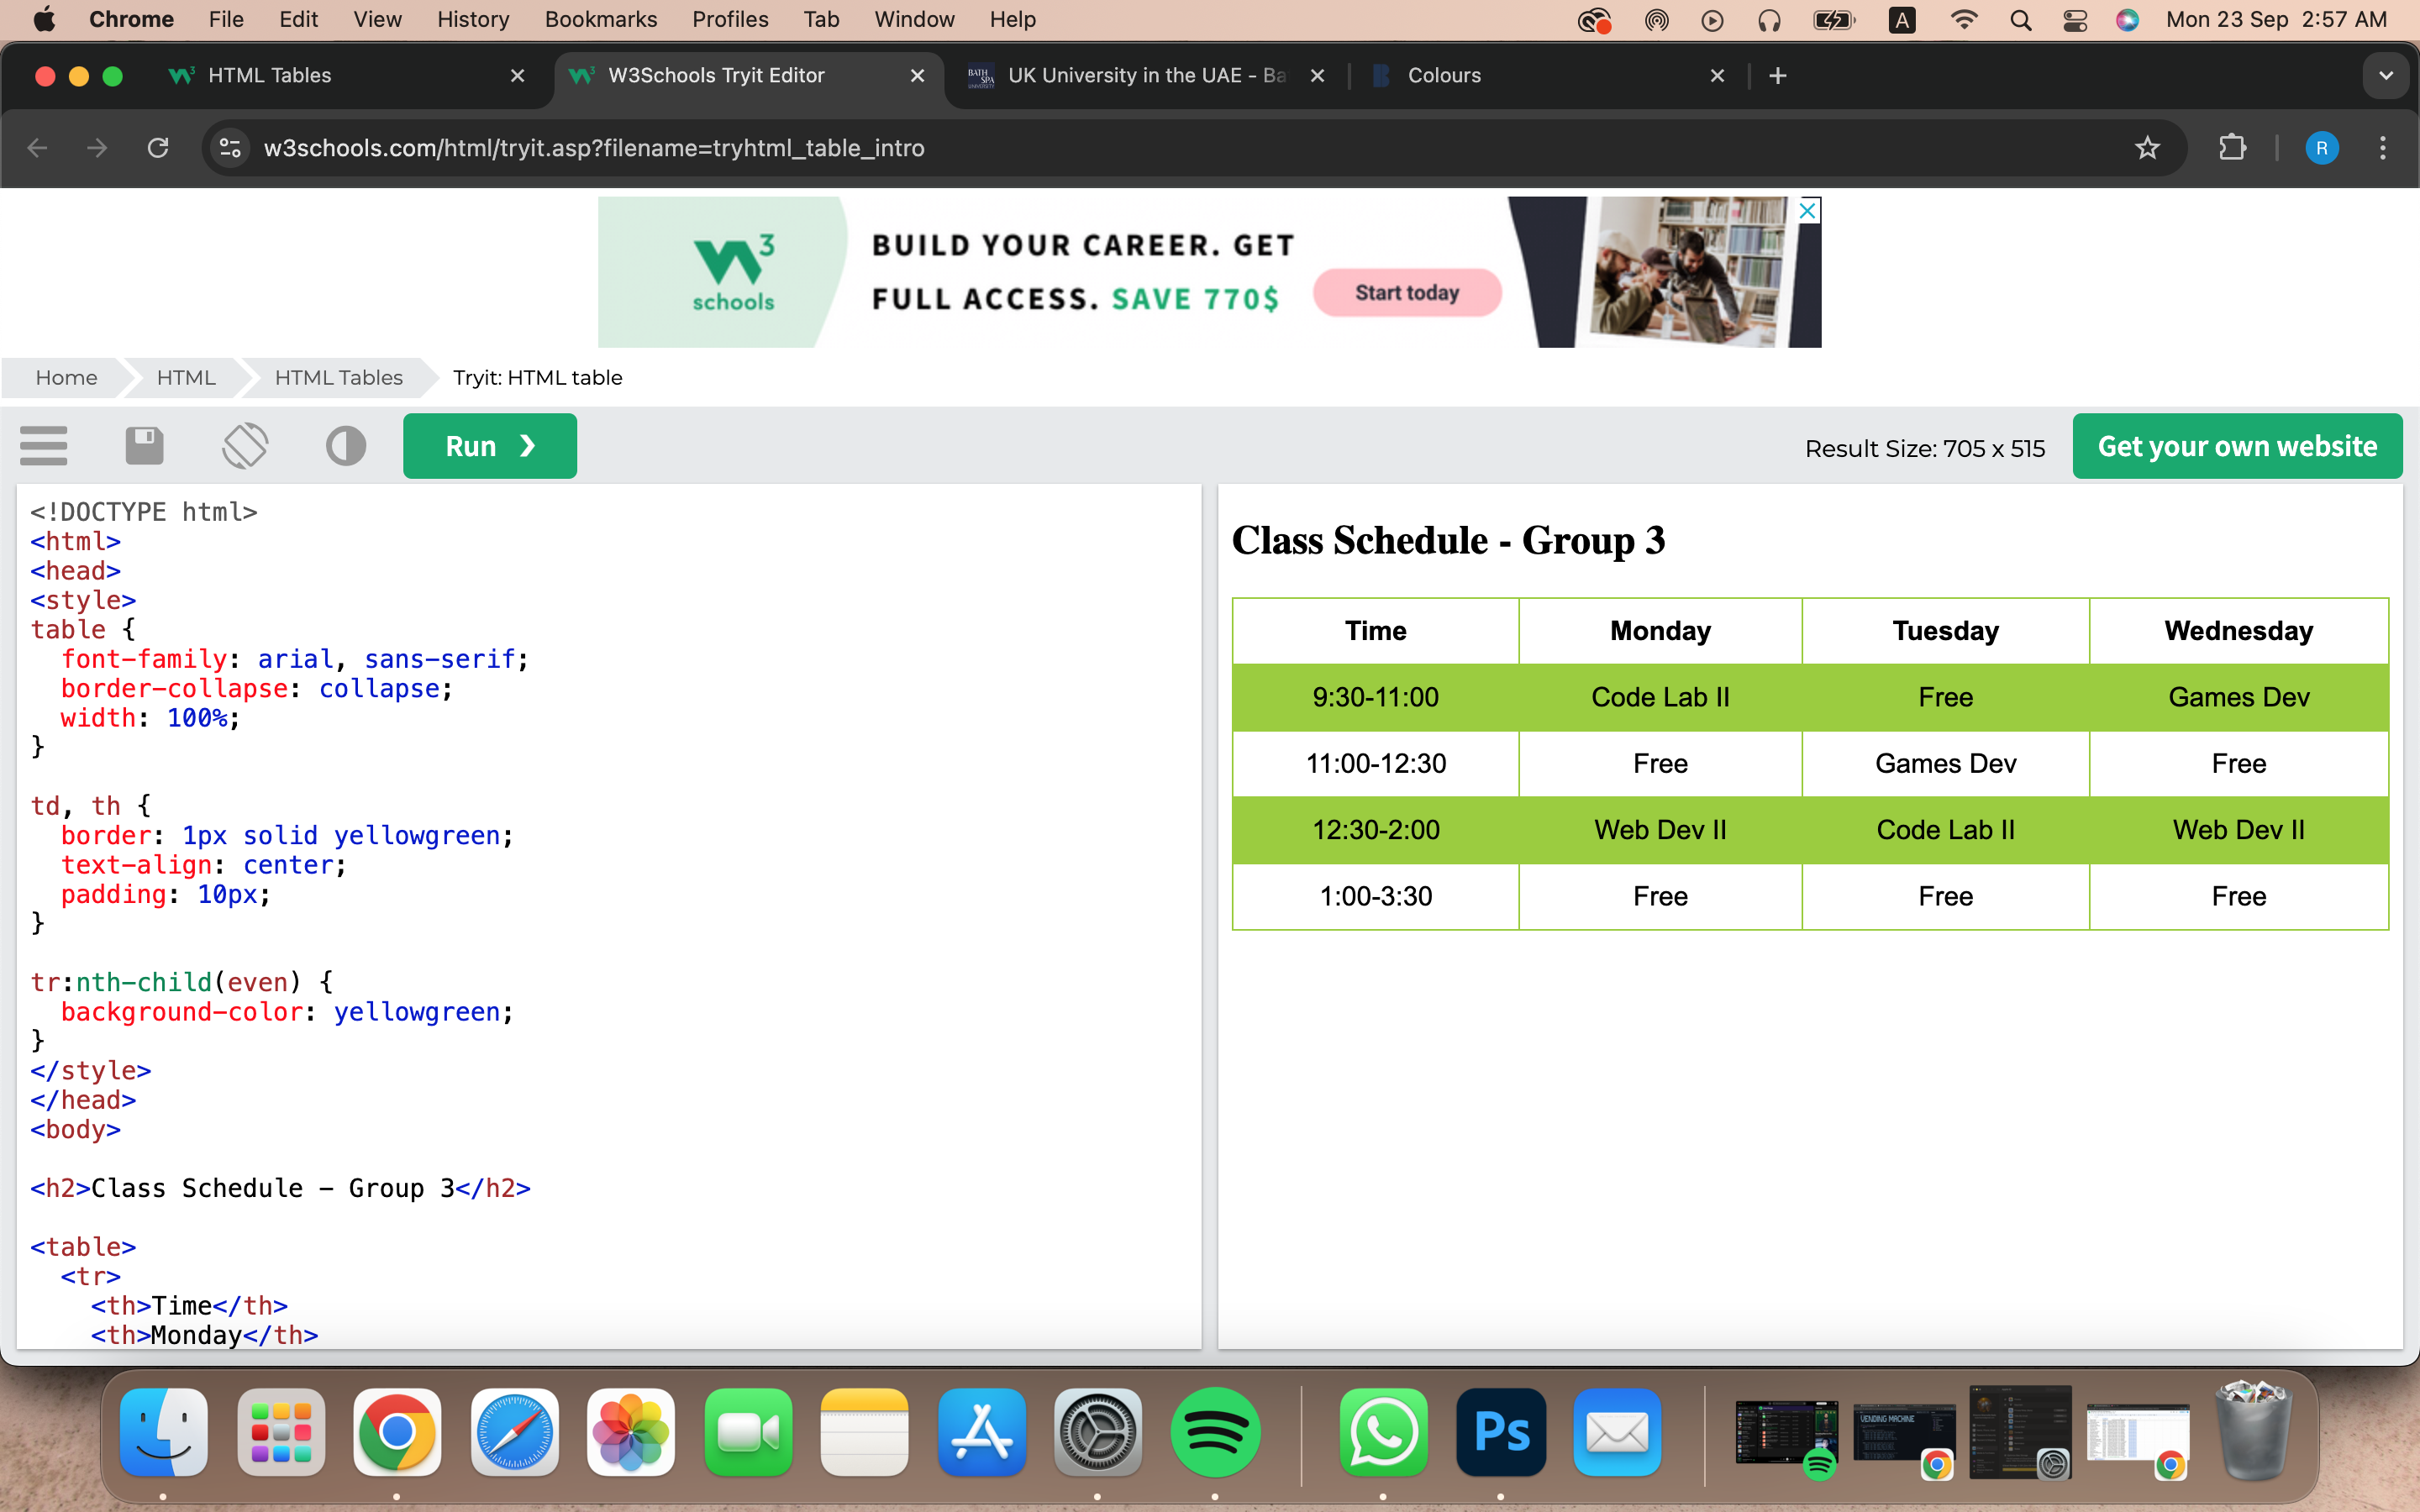 Chrome File Edit View History Bookmarks Profiles Tab Window Help A Mon 23 Sep 2:57 AM
HTML Tables W3Schools Tryit Editor BATH SPA UNIVERSITY UK University in the UAE - Ba Colours
w3schools.com/html/tryit.asp?filename=tryhtml_table_intro R
W3 schools
BUILD YOUR CAREER. GET
FULL ACCESS. SAVE 770$
Start today
Home HTML HTML Tables Tryit: HTML table
Run ❯ Result Size: 705 x 515 Get your own website
<!DOCTYPE html>
<html>
<head>
<style>
table {
  font-family: arial, sans-serif;
  border-collapse: collapse;
  width: 100%;
}
td, th {
  border: 1px solid yellowgreen;
  text-align: center;
  padding: 10px;
}
tr:nth-child(even) {
  background-color: yellowgreen;
}
</style>
</head>
<body>
<h2>Class Schedule - Group 3</h2>
<table>
  <tr>
    <th>Time</th>
    <th>Monday</th>
Class Schedule - Group 3
Time Monday Tuesday Wednesday
9:30-11:00 Code Lab II Free Games Dev
11:00-12:30 Free Games Dev Free
12:30-2:00 Web Dev II Code Lab II Web Dev II
1:00-3:30 Free Free Free
Ps
VENDING MACHINE